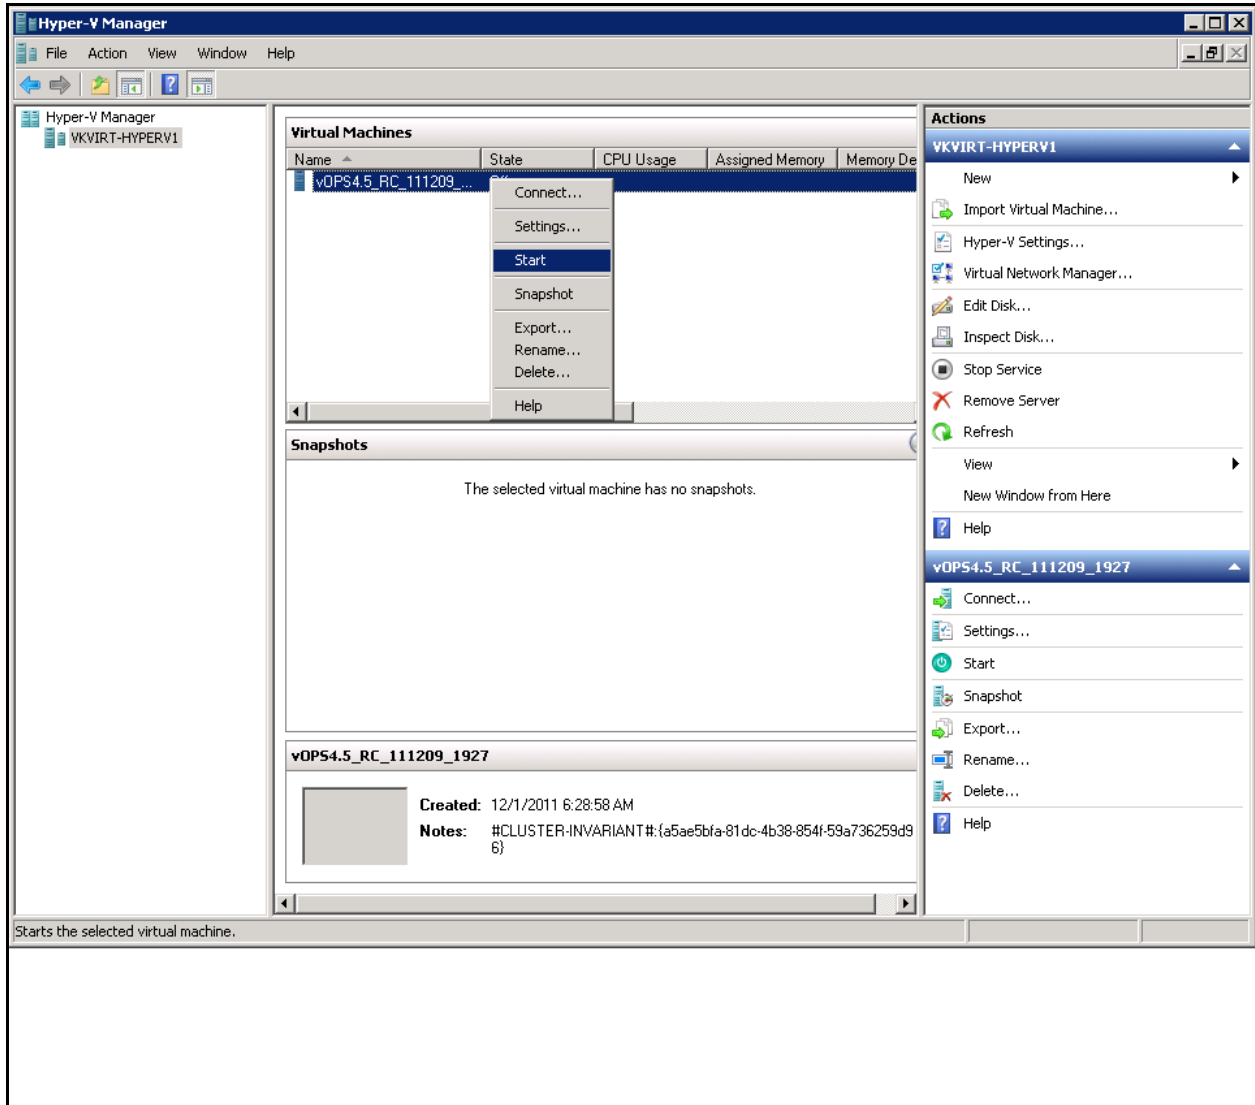 Hyper-V Manager
File Action View Window Help
Hyper-V Manager
VKVIRT-HYPERV1
Virtual Machines
Name State CPU Usage Assigned Memory Memory De
vOPS4.5_RC_111209_...
Connect...
Settings...
Start
Snapshot
Export...
Rename...
Delete...
Help
Snapshots
The selected virtual machine has no snapshots.
vOPS4.5_RC_111209_1927
Created: 12/1/2011 6:28:58 AM
Notes: #CLUSTER-INVARIANT#:{a5ae5bfa-81dc-4b38-854f-59a736259d9
6}
Actions
VKVIRT-HYPERV1
New
Import Virtual Machine...
Hyper-V Settings...
Virtual Network Manager...
Edit Disk...
Inspect Disk...
Stop Service
Remove Server
Refresh
View
New Window from Here
Help
vOPS4.5_RC_111209_1927
Connect...
Settings...
Start
Snapshot
Export...
Rename...
Delete...
Help
Starts the selected virtual machine.